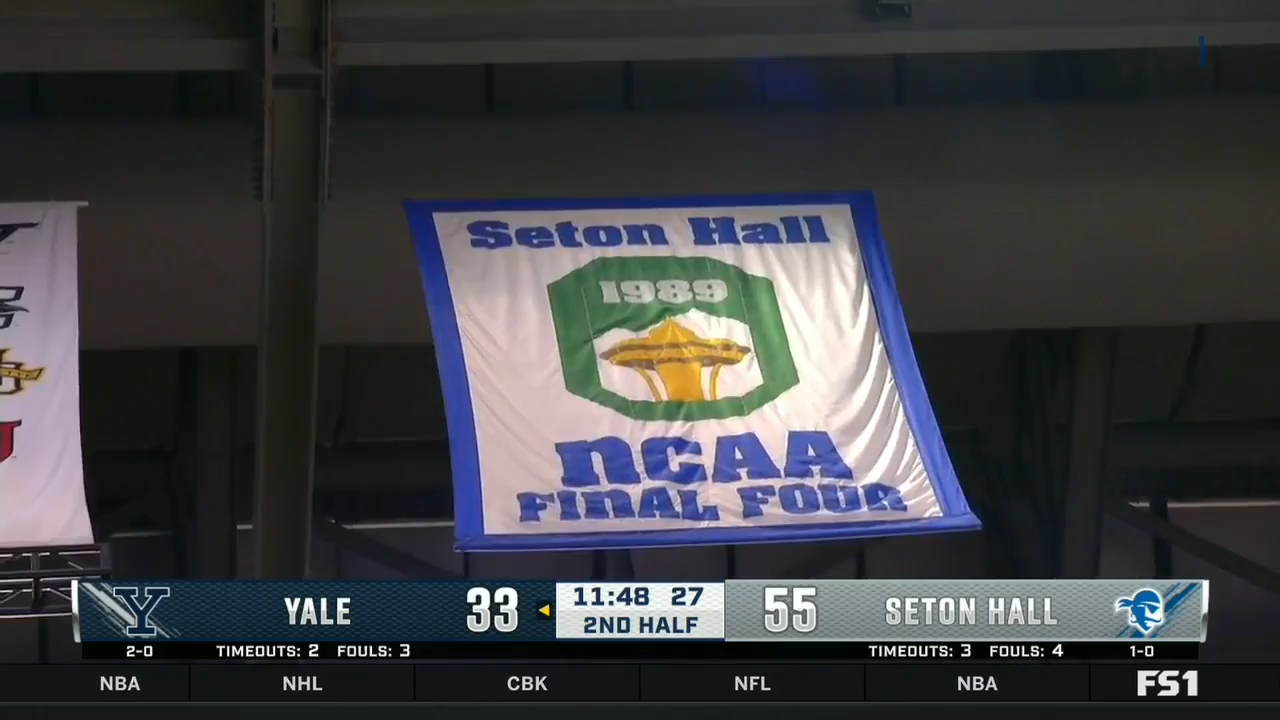 Seton Hall
1989
NCAA
FINAL FOUR
Y YALE 33 11:48 27 55 SETON HALL
2ND HALF
2-0 TIMEOUTS: 2 FOULS: 3 TIMEOUTS: 3 FOULS: 4 1-0
NBA NHL CBK NFL NBA FS1